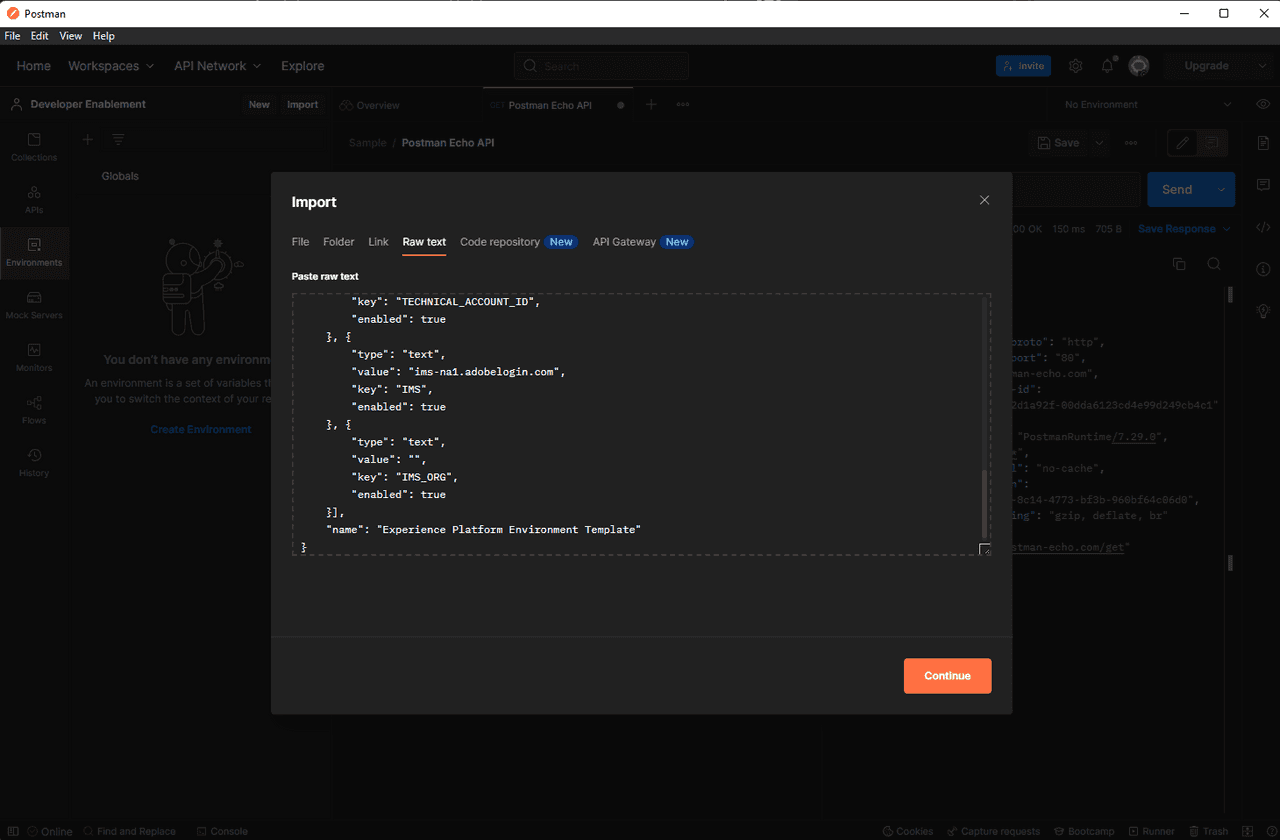 Postman
File Edit View Help
Home Workspaces API Network Explore Search Invite Upgrade
Developer Enablement New Import Overview GET Postman Echo API No Environment
Collections
Sample / Postman Echo API Save
Globals
APIs
Send
Environments
00 OK 150 ms 705 B Save Response
Mock Servers
Monitors
Flows
History
You don't have any environm
An environment is a set of variables th
you to switch the context of your re
Create Environment
Import
File Folder Link Raw text Code repository New API Gateway New
Paste raw text
"key": "TECHNICAL_ACCOUNT_ID",
"enabled": true
}, {
"type": "text",
"value": "ims-na1.adobelogin.com",
"key": "IMS",
"enabled": true
}, {
"type": "text",
"value": "",
"key": "IMS_ORG",
"enabled": true
}],
"name": "Experience Platform Environment Template"
}
Continue
proto": "http",
port": "80",
man-echo.com",
-id":
2d1a92f-00dda6123cd4e99d249cb4c1"
"PostmanRuntime/7.29.0",
",
l": "no-cache",
n":
-8c14-4773-bf3b-960bf64c06d0",
ing": "gzip, deflate, br"
stman-echo.com/get"
Online Find and Replace Console Cookies Capture requests Bootcamp Runner Trash